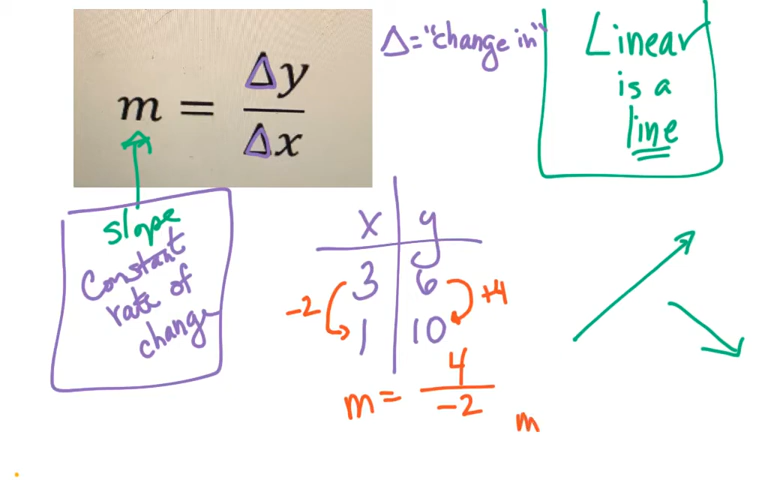 m = Δy / Δx
Δ="change in"
Linear
is a
line
slope
Constant
rate of
change
x y
3 6
1 10
-2
+4
m = 4 / -2
m